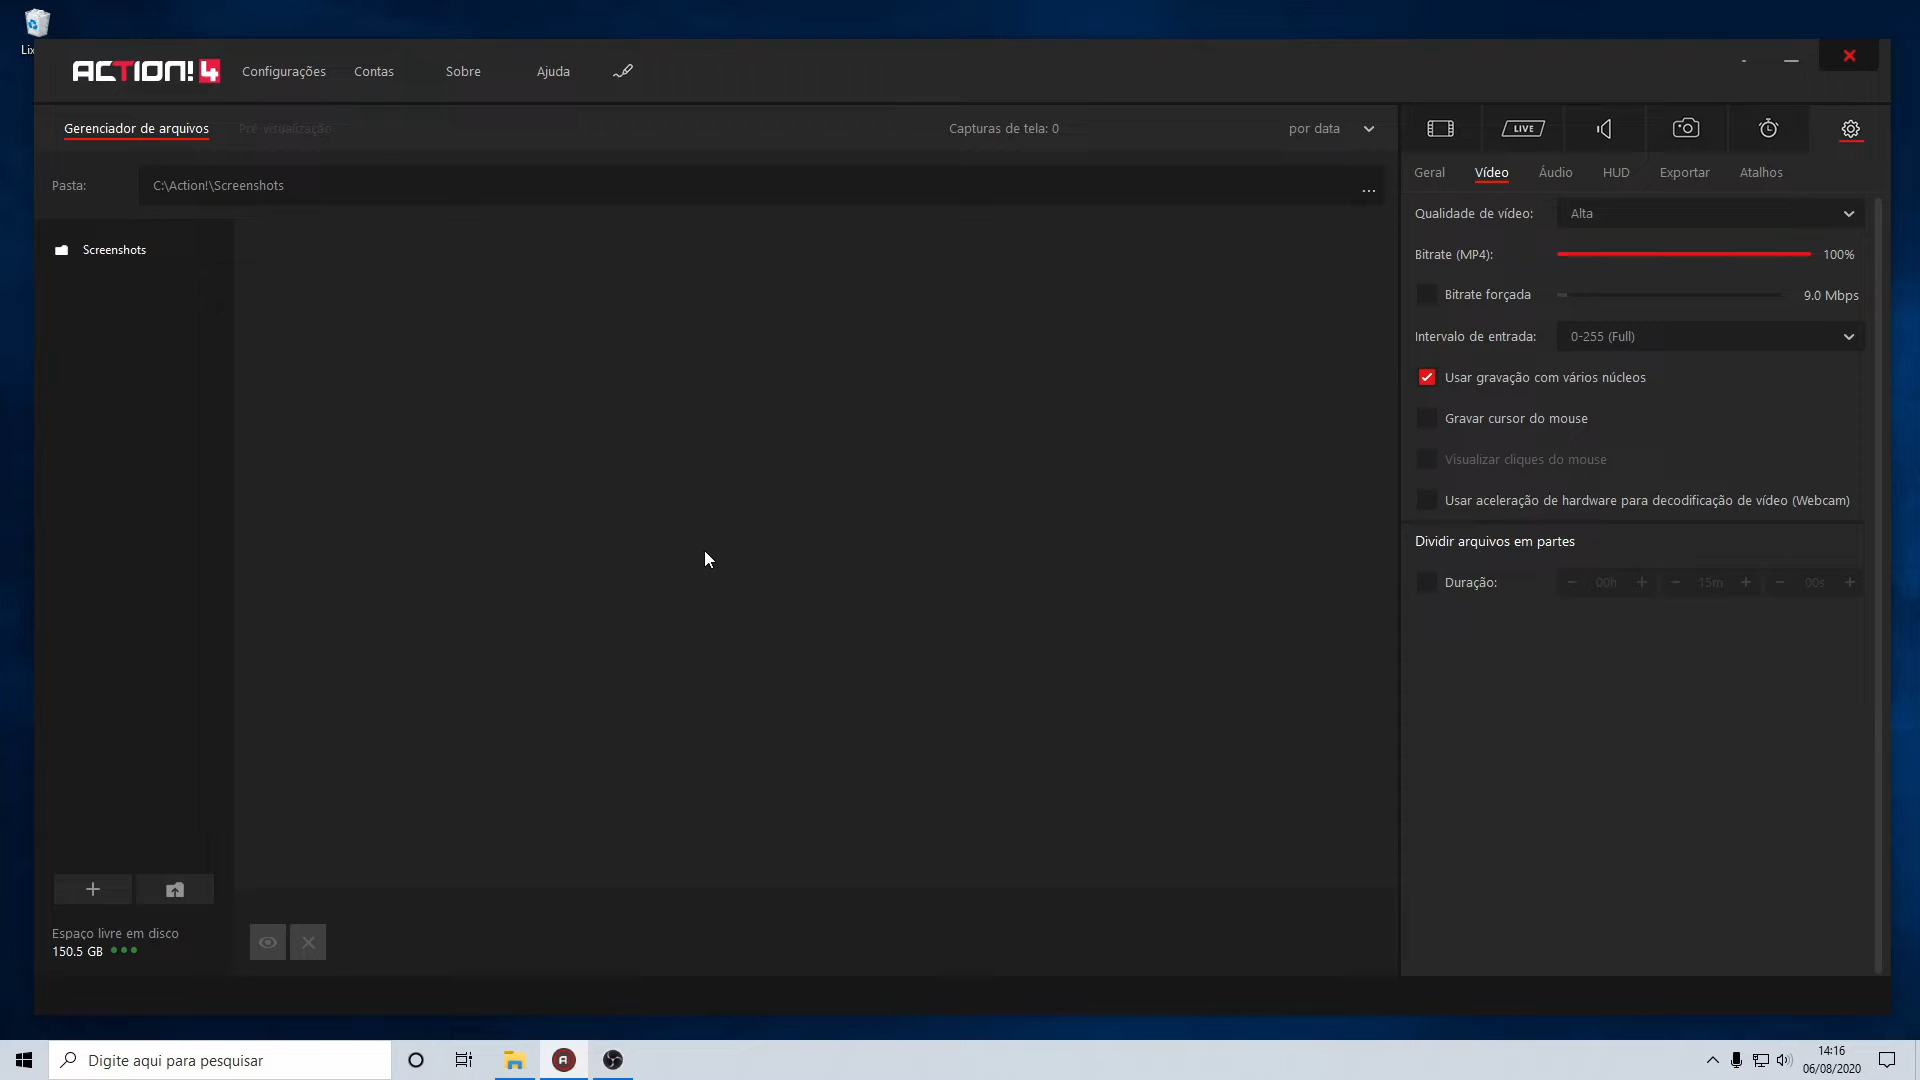 Lix
ACTION! 4
Configurações
Contas
Sobre
Ajuda
Gerenciador de arquivos
Pré visualização
Capturas de tela: 0
por data
LIVE
Pasta:
C:\Action!\Screenshots
...
Geral
Vídeo
Áudio
HUD
Exportar
Atalhos
Screenshots
Qualidade de vídeo:
Alta
Bitrate (MP4):
100%
Bitrate forçada
9.0 Mbps
Intervalo de entrada:
0-255 (Full)
Usar gravação com vários núcleos
Gravar cursor do mouse
Visualizar cliques do mouse
Usar aceleração de hardware para decodificação de vídeo (Webcam)
Dividir arquivos em partes
Duração:
00h
15m
00s
Espaço livre em disco
150.5 GB
Digite aqui para pesquisar
14:16
06/08/2020